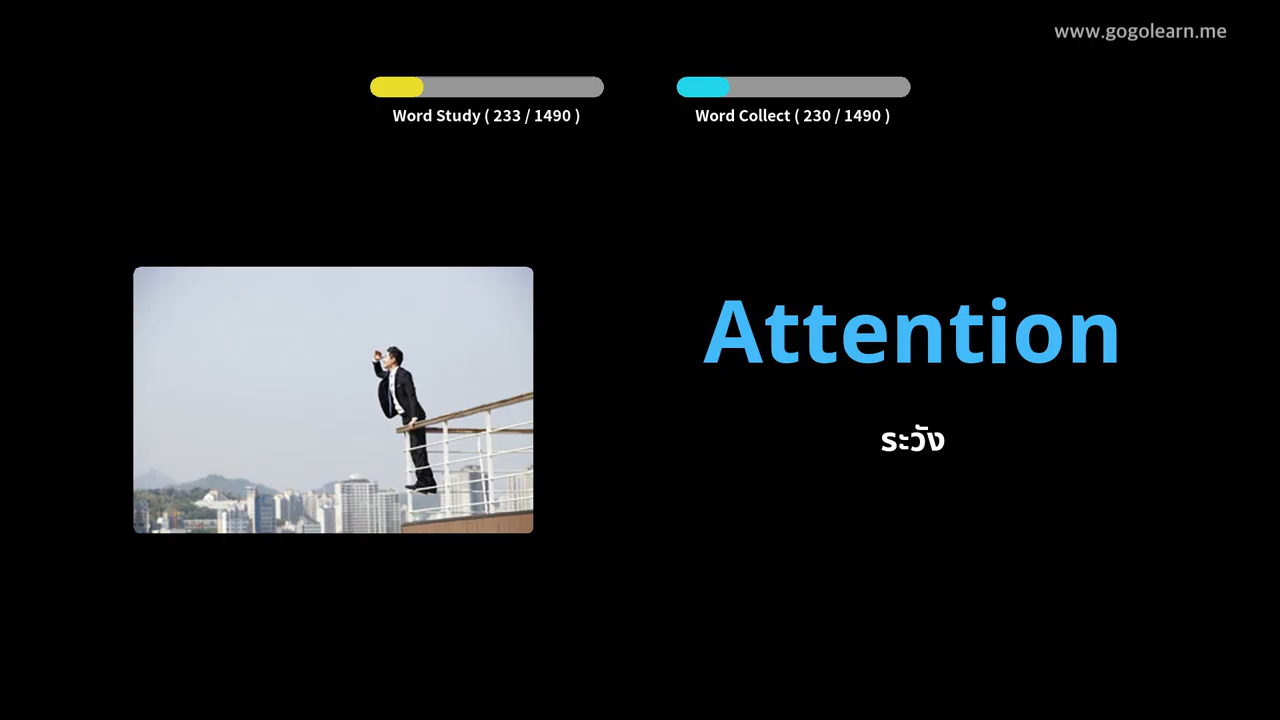 www.gogolearn.me
Word Study ( 233 / 1490 )
Word Collect ( 230 / 1490 )
Attention
ระวัง